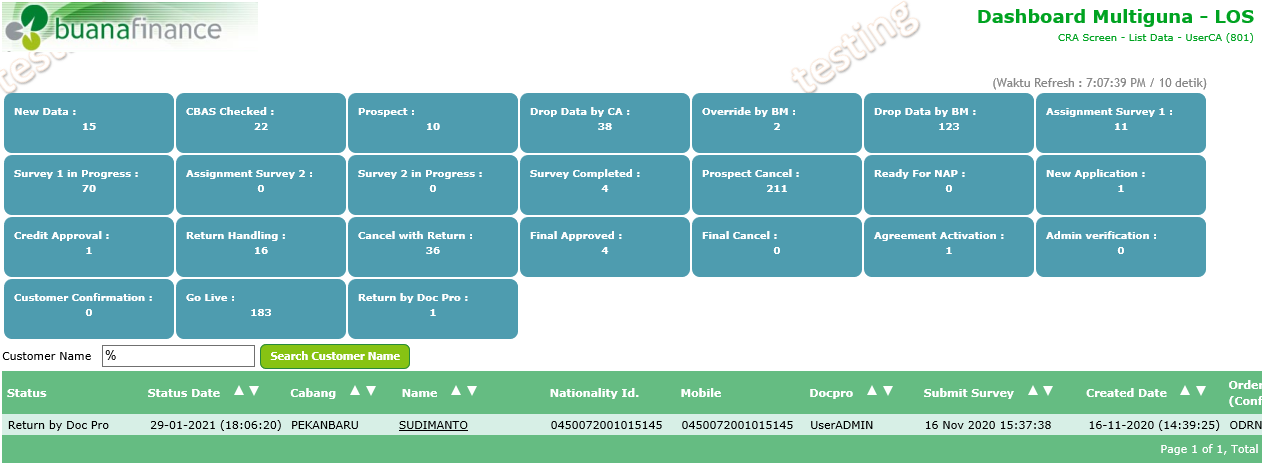 buanafinance
testing
testing
Dashboard Multiguna - LOS
CRA Screen - List Data - UserCA (801)
(Waktu Refresh : 7:07:39 PM / 10 detik)
New Data :
15
CBAS Checked :
22
Prospect :
10
Drop Data by CA :
38
Override by BM :
2
Drop Data by BM :
123
Assignment Survey 1 :
11
Survey 1 in Progress :
70
Assignment Survey 2 :
0
Survey 2 in Progress :
0
Survey Completed :
4
Prospect Cancel :
211
Ready For NAP :
0
New Application :
1
Credit Approval :
1
Return Handling :
16
Cancel with Return :
36
Final Approved :
4
Final Cancel :
0
Agreement Activation :
1
Admin verification :
0
Customer Confirmation :
0
Go Live :
183
Return by Doc Pro :
1
Customer Name % Search Customer Name
Status Status Date ▲▼ Cabang ▲▼ Name ▲▼ Nationality Id. Mobile Docpro ▲▼ Submit Survey ▲▼ Created Date ▲▼ Order
(Conf
Return by Doc Pro 29-01-2021 (18:06:20) PEKANBARU SUDIMANTO 0450072001015145 0450072001015145 UserADMIN 16 Nov 2020 15:37:38 16-11-2020 (14:39:25) ODRN
Page 1 of 1, Total